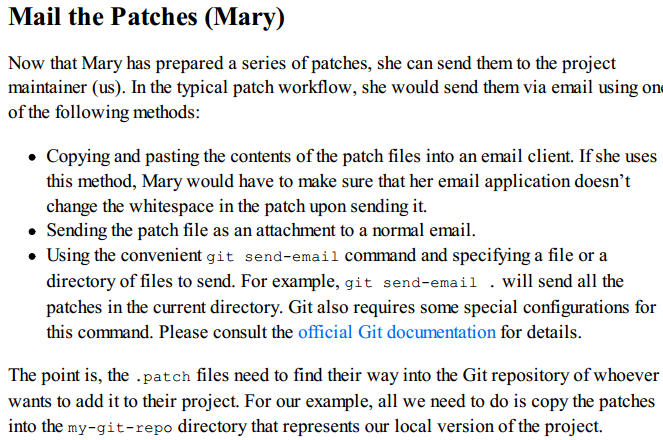 Mail the Patches (Mary)
Now that Mary has prepared a series of patches, she can send them to the project
maintainer (us). In the typical patch workflow, she would send them via email using one
of the following methods:
• Copying and pasting the contents of the patch files into an email client. If she uses
this method, Mary would have to make sure that her email application doesn’t
change the whitespace in the patch upon sending it.
• Sending the patch file as an attachment to a normal email.
• Using the convenient git send-email command and specifying a file or a
directory of files to send. For example, git send-email . will send all the
patches in the current directory. Git also requires some special configurations for
this command. Please consult the official Git documentation for details.
The point is, the .patch files need to find their way into the Git repository of whoever
wants to add it to their project. For our example, all we need to do is copy the patches
into the my-git-repo directory that represents our local version of the project.